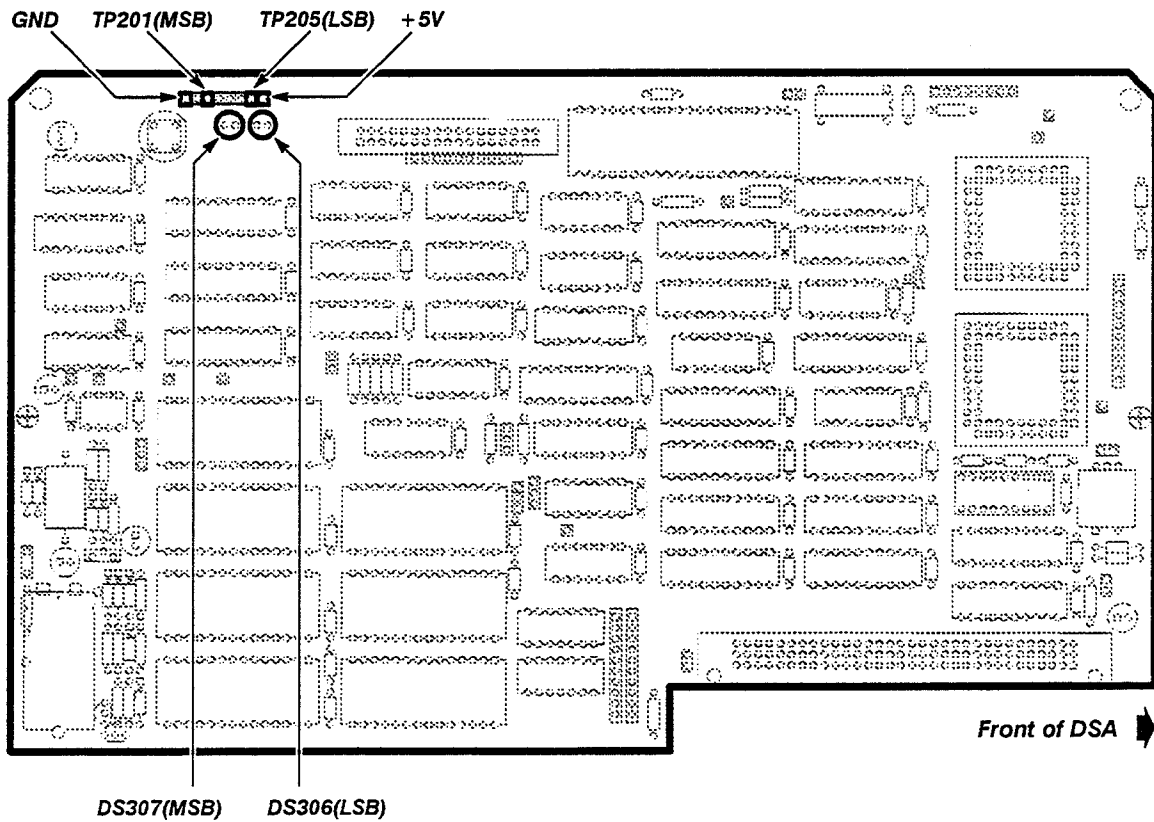 GND TP201(MSB) TP205(LSB) +5V
Front of DSA
DS307(MSB) DS306(LSB)